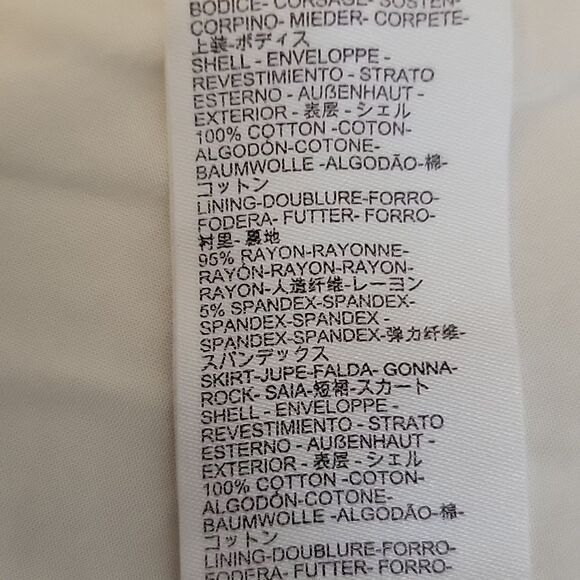 BODICE- CORSAGE- SOSTEN-
CORPINO- MIEDER- CORPETE-
上装-ボディス
SHELL - ENVELOPPE -
REVESTIMIENTO - STRATO
ESTERNO - AUßENHAUT -
EXTERIOR - 表层 - シェル
100% COTTON -COTON-
ALGODÓN-COTONE-
BAUMWOLLE -ALGODÃO-棉-
コットン
LINING-DOUBLURE-FORRO-
FODERA- FUTTER- FORRO-
衬里- 裏地
95% RAYON-RAYONNE-
RAYÓN-RAYON-RAYON-
RAYON-人造纤维-レーヨン
5% SPANDEX-SPANDEX-
SPANDEX-SPANDEX -
SPANDEX-SPANDEX-弹力纤维-
スパンデックス
SKIRT-JUPE-FALDA- GONNA-
ROCK- SAIA-短裙-スカート
SHELL - ENVELOPPE -
REVESTIMIENTO - STRATO
ESTERNO - AUßENHAUT -
EXTERIOR - 表层 - シェル
100% COTTON -COTON-
ALGODÓN-COTONE-
BAUMWOLLE -ALGODÃO-棉-
コットン
LINING-DOUBLURE-FORRO-
FODERA- FUTTER- FORRO-